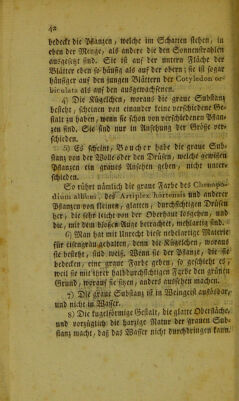 42
bedeckt die Pflanzen, welche im Schatten stehen, in
eben der Menge, als andere die den Sonnenstrahlen
ausgesetzt sind. Sie ist auf der untern Fläche der
Blätter eben so häufig als auf der obern; sie ist sogar
häufiger auf den jungen Blättern der Cotyledon or-
biculata als auf den ausgewachsenen.
4) Die Kügelchen, woraus die graue Substanz
besteht, scheinen von einander keine verschiedene Ge-
stalt zu haben, wenn sie schon von verschiedenen Pflan-
zen sind. Sie sind nur in Ansehung der Größe ver-
schieden.
5) Es scheint, Boucher habe die graue Sub-
stanz von der Wolle oder den Drüsen, welche gewissen
Pflanzen ein graues Ansehen geben, nicht unter-
schieden.
So rührt nämlich die graue Farbe des Chenopo-
dium album, des Artiplex hortensis und anderer
Pflanzen von kleinen, glatten, durchsichtigen Drüsen
her, die sehr leicht von der Oberhaut losgehen, und
die, mit dem bloßen Auge betrachtet, mehlartig sind.
6) Man hat mit Unrecht diese nebelartige Materie
für eisengrau gehalten, denn die Kügelchen, woraus
sie besteht, sind weiß. Wenn sie der Pflanze, die sie
bedecken, eine graue Farbe geben, so geschieht es,
weil sie mit ihrer halbdurchsichtigen Farbe den grünen
Grund, worauf sie sitzen, anders aussehen machen.
7) Die graue Substanz ist in Weingeist auflösbar,
und nicht in Wasser.
8) Die kugelförmige Gestalt, die glatte Oberfläche,
und vorzüglich die harzige Natur der grauen Sub-
stanz macht, daß das Wasser nicht durchdringen kann.